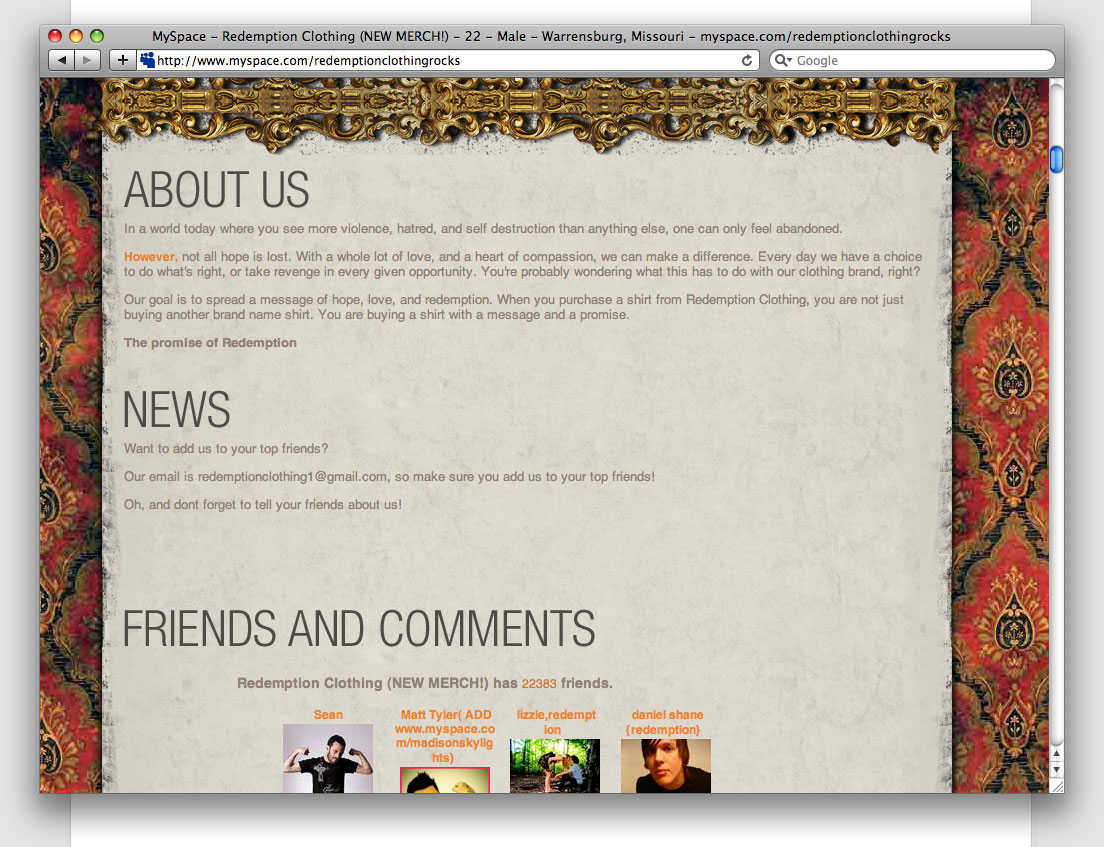 MySpace – Redemption Clothing (NEW MERCH!) – 22 – Male – Warrensburg, Missouri – myspace.com/redemptionclothingrocks
http://www.myspace.com/redemptionclothingrocks
Google
ABOUT US
In a world today where you see more violence, hatred, and self destruction than anything else, one can only feel abandoned.
However, not all hope is lost. With a whole lot of love, and a heart of compassion, we can make a difference. Every day we have a choice
to do what's right, or take revenge in every given opportunity. You're probably wondering what this has to do with our clothing brand, right?
Our goal is to spread a message of hope, love, and redemption. When you purchase a shirt from Redemption Clothing, you are not just
buying another brand name shirt. You are buying a shirt with a message and a promise.
The promise of Redemption
NEWS
Want to add us to your top friends?
Our email is redemptionclothing1@gmail.com, so make sure you add us to your top friends!
Oh, and dont forget to tell your friends about us!
FRIENDS AND COMMENTS
Redemption Clothing (NEW MERCH!) has 22383 friends.
Sean
Matt Tyler( ADD
www.myspace.co
m/madisonskylig
hts)
lizzie,redempt
ion
daniel shane
{redemption}